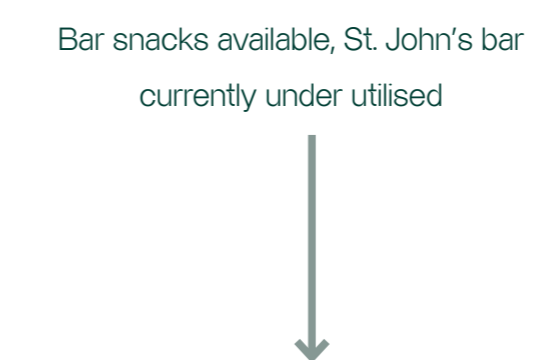 Bar snacks available, St. John’s bar
currently under utilised